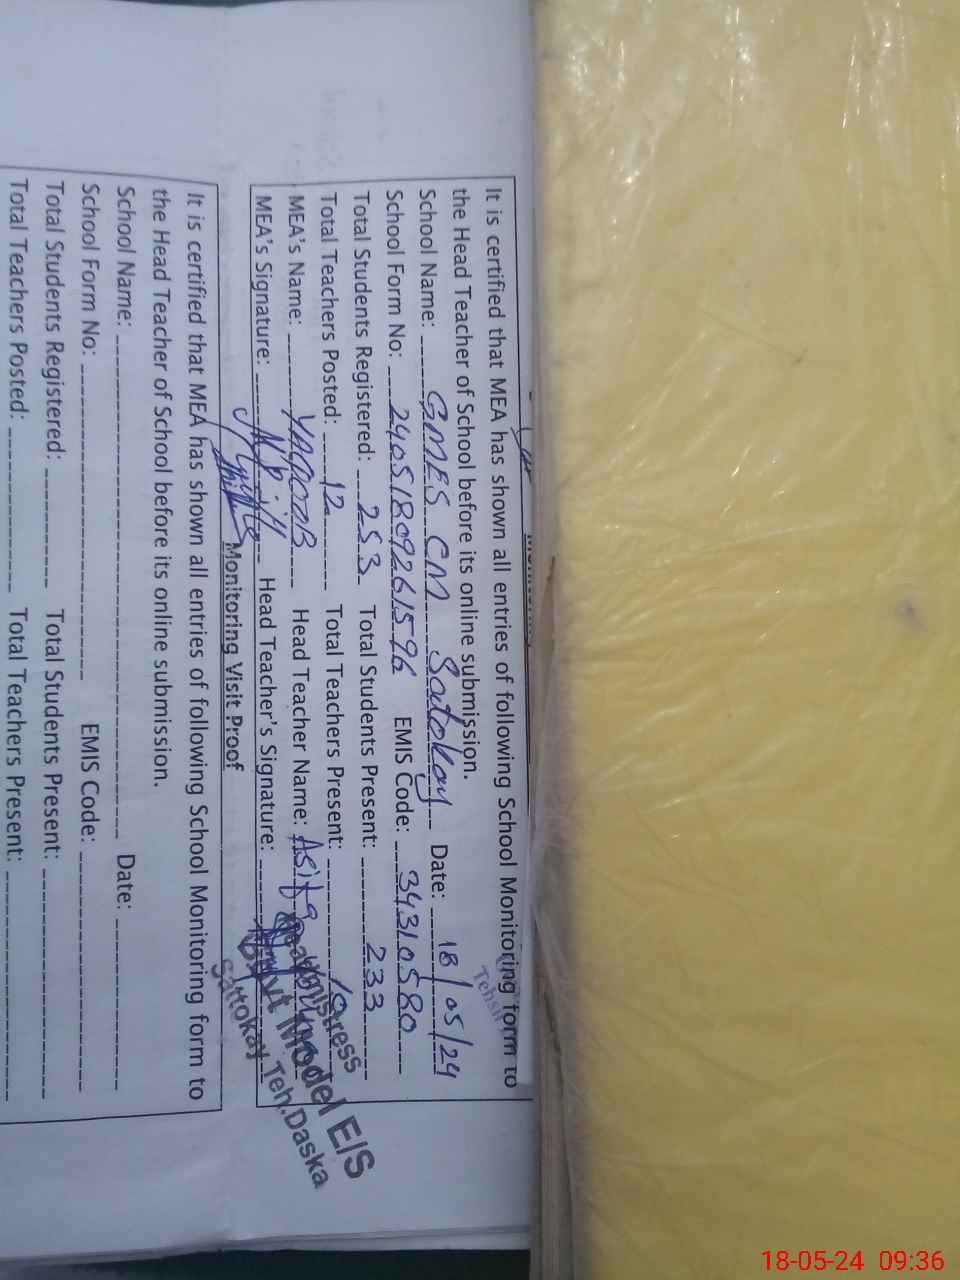 It is certified that MEA has shown all entries of following School Monitoring form to
the Head Teacher of School before its online submission.
School Name: GMES CM Satokay Date: 18/05/24
School Form No: 24051809261596 EMIS Code: 34310580
Total Students Registered: 253 Total Students Present: 233
Total Teachers Posted: 12 Total Teachers Present:
MEA's Name: YAQOOB Head Teacher Name: Asifa
MEA's Signature: Head Teacher's Signature:
Headmistress
Govt Model E/S
Sattokay Teh.Daska
Monitoring Visit Proof
It is certified that MEA has shown all entries of following School Monitoring form to
the Head Teacher of School before its online submission.
School Name: Date:
School Form No: EMIS Code:
Total Students Registered: Total Students Present:
Total Teachers Posted: Total Teachers Present:
18-05-24 09:36